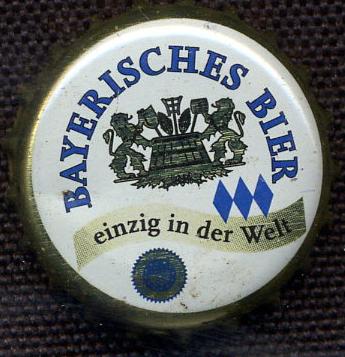 BAYERISCHES BIER
einzig in der Welt